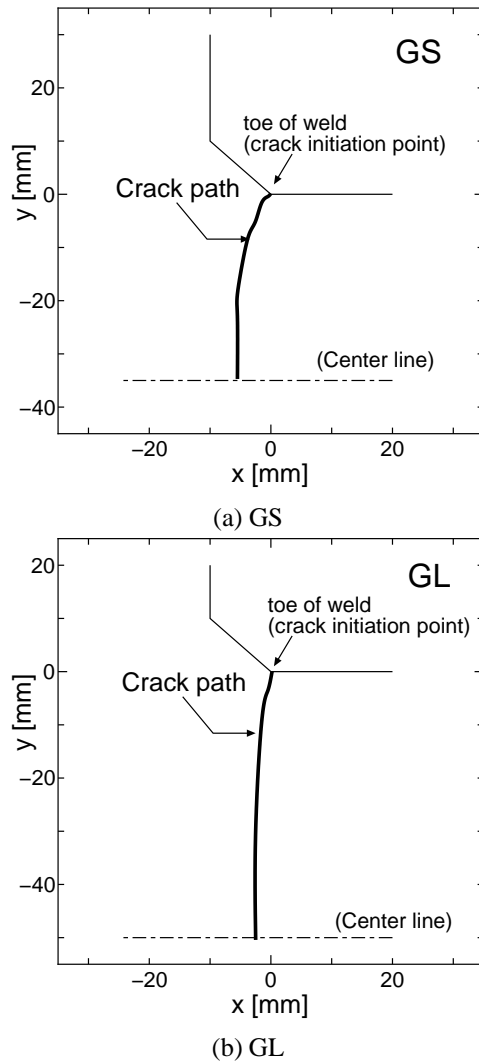 GS
20
toe of weld
(crack initiation point)
Crack path
0
y [mm]
−20
(Center line)
−40
−20
0
20
x [mm]
(a) GS
20
GL
toe of weld
(crack initiation point)
0
Crack path
y [mm]
−20
−40
(Center line)
−20
0
20
x [mm]
(b) GL